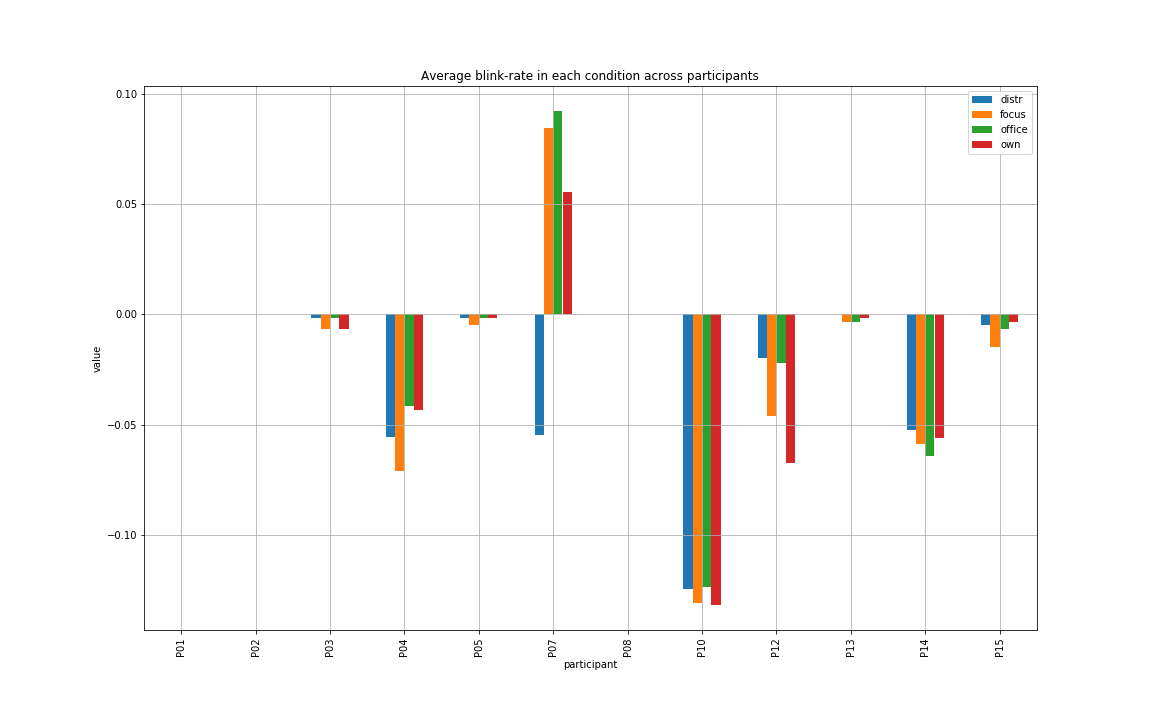 Average blink-rate in each condition across participants
distr
focus
office
own
value
0.10
0.05
0.00
−0.05
−0.10
P01
P02
P03
P04
P05
P07
P08
P10
P12
P13
P14
P15
participant